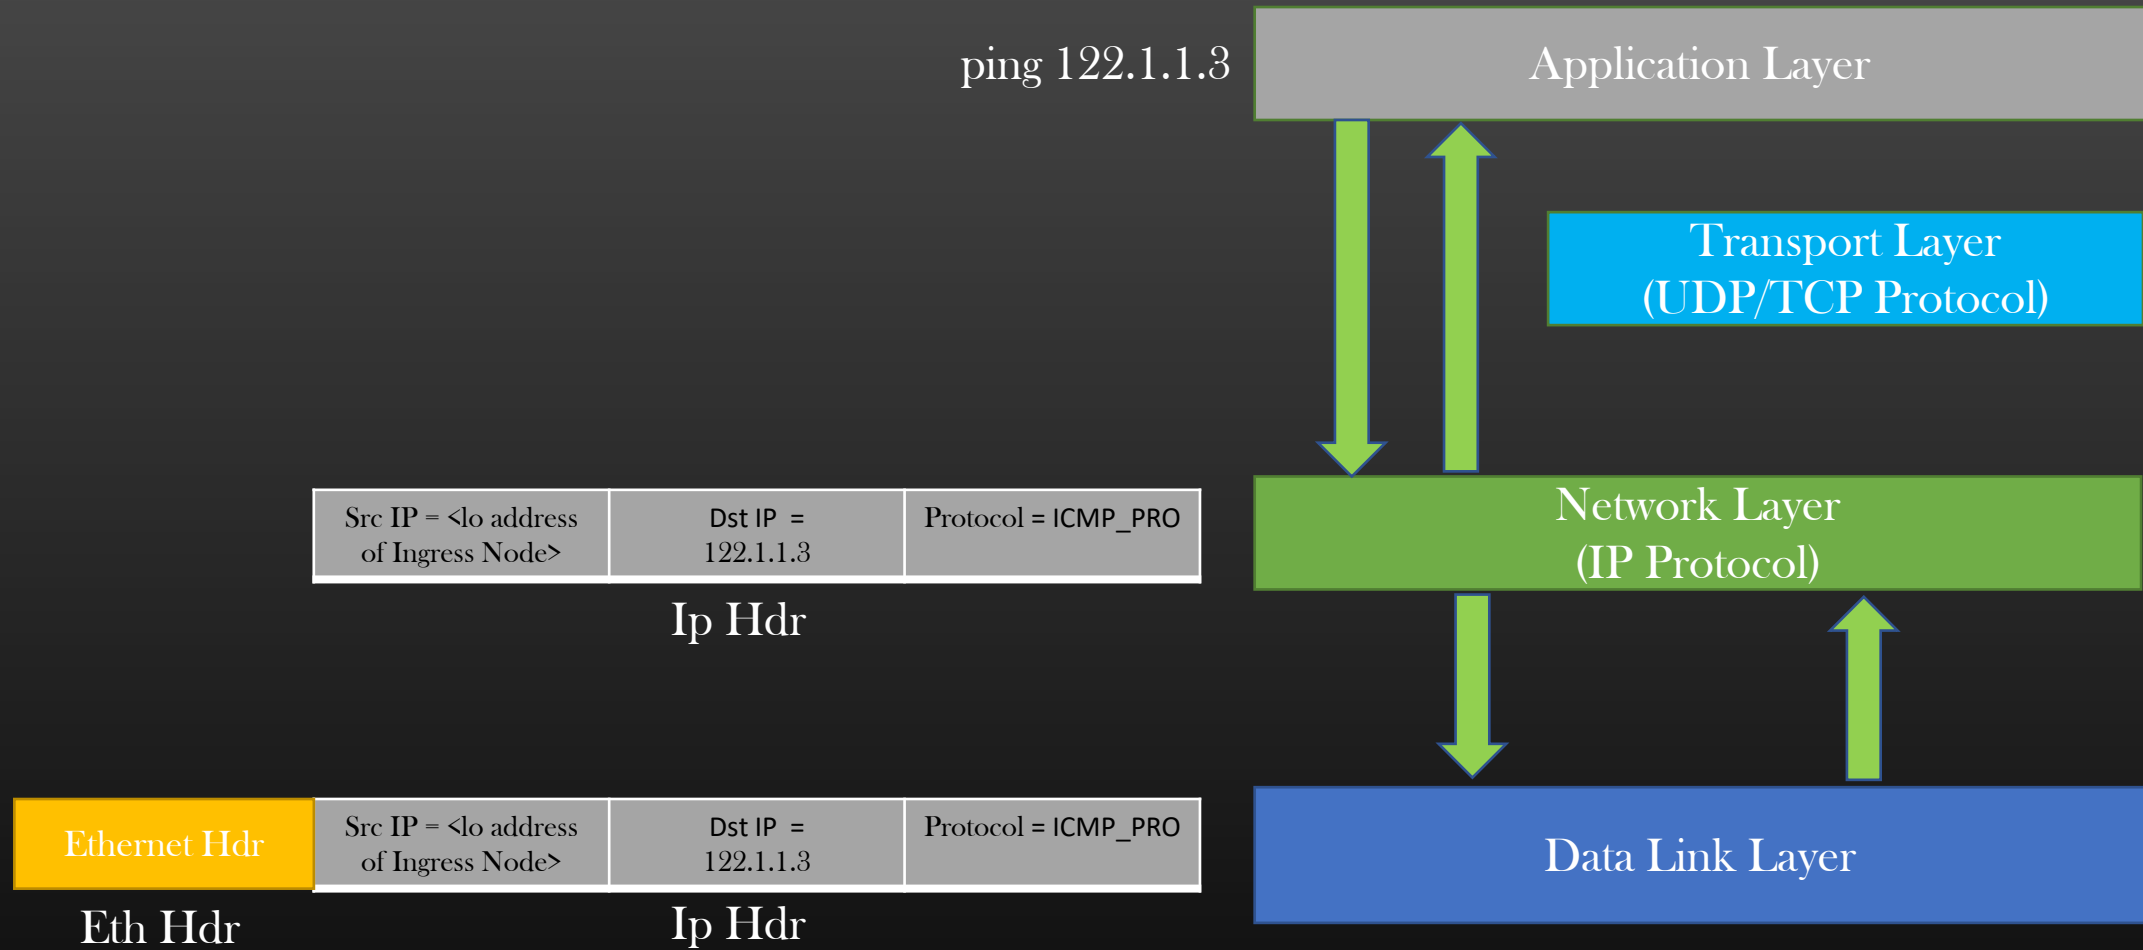 ping 122.1.1.3
Application Layer
Transport Layer
(UDP/TCP Protocol)
Src IP = <lo address
of Ingress Node>
Dst IP =
122.1.1.3
Protocol = ICMP_PRO
Ip Hdr
Network Layer
(IP Protocol)
Ethernet Hdr
Eth Hdr
Src IP = <lo address
of Ingress Node>
Dst IP =
122.1.1.3
Protocol = ICMP_PRO
Ip Hdr
Data Link Layer